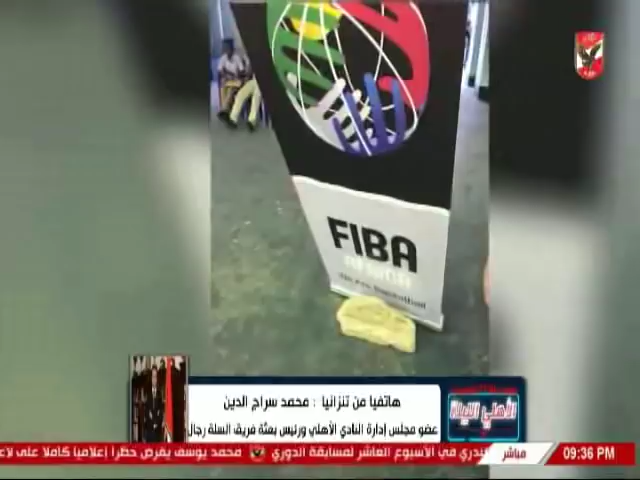 FIBA
هاتفيا من تنزانيا : محمد سراج الدين
عضو مجلس إدارة النادي الأهلي ورئيس بعثة فريق السلة رجال
الأهلي الليلة
ندري في الأسبوع العاشر لمسابقة الدوري
محمد يوسف يفرض حظراً إعلاميا كاملا على لا
مباشر
09:36 PM